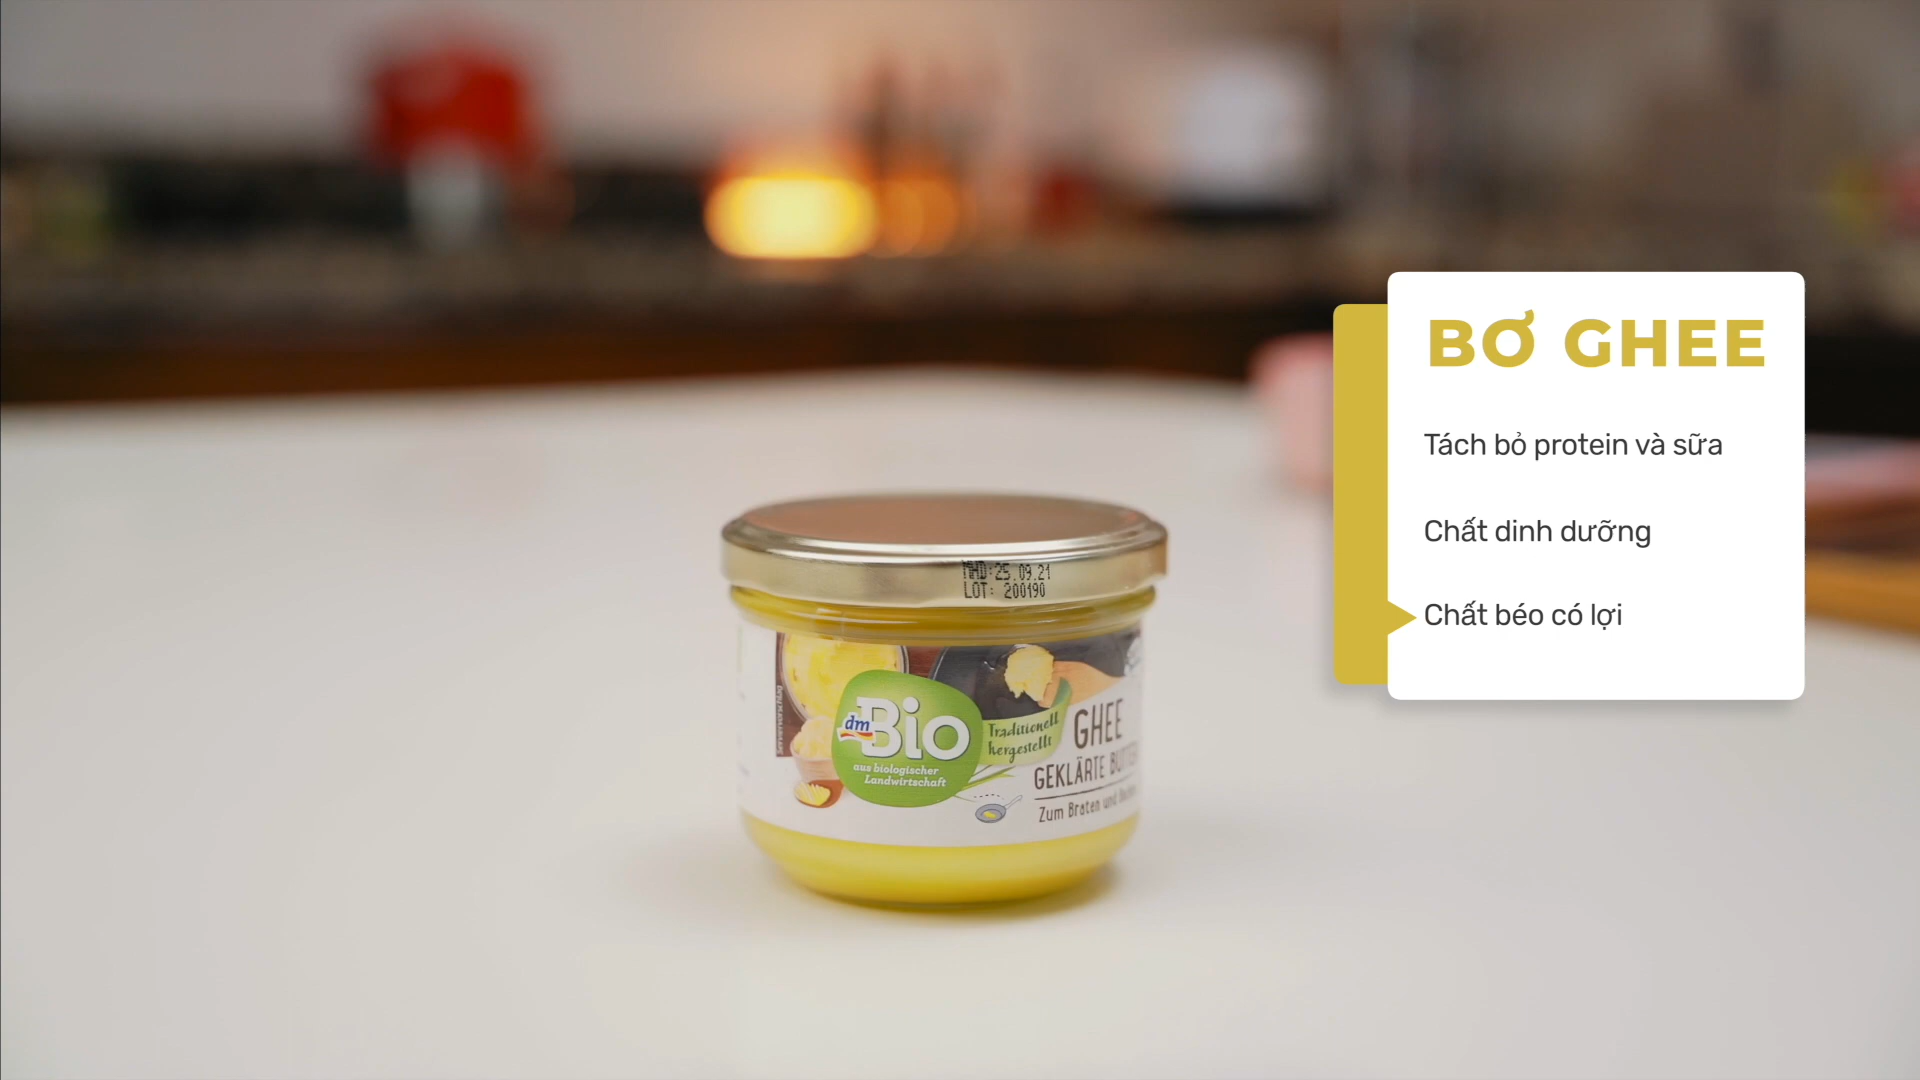 BƠ GHEE
Tách bỏ protein và sữa
Chất dinh dưỡng
Chất béo có lợi
MHD:25.09.21
LOT: 200190
Serviervorschlag
dm Bio
aus biologischer
Landwirtschaft
Traditionell
hergestellt
GHEE
GEKLÄRTE
Zum Braten und